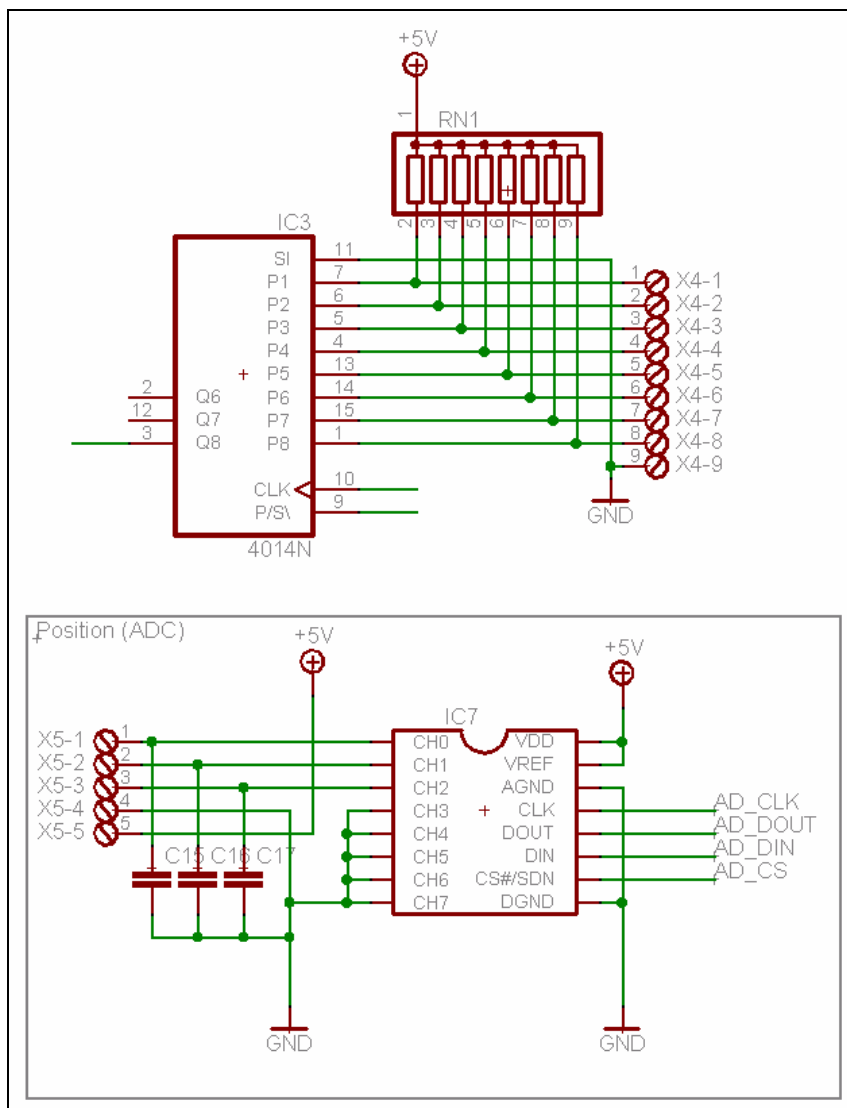 +5V
1
RN1
2 3 4 5 6 7 8 9
IC3
SI 11
P1 7 1 X4-1
P2 6 2 X4-2
P3 5 3 X4-3
P4 4 4 X4-4
2 Q6 P5 13 5 X4-5
12 Q7 P6 14 6 X4-6
3 Q8 P7 15 7 X4-7
P8 1 8 X4-8
9 X4-9
CLK 10
P/S\ 9
GND
4014N
Position (ADC)
+5V
+5V
IC7
X5-1 1 CH0 VDD
X5-2 2 CH1 VREF
X5-3 3 CH2 AGND
X5-4 4 CH3 CLK AD_CLK
X5-5 5 CH4 DOUT AD_DOUT
C15 C16 C17 CH5 DIN AD_DIN
CH6 CS#/SDN AD_CS
CH7 DGND
GND
GND